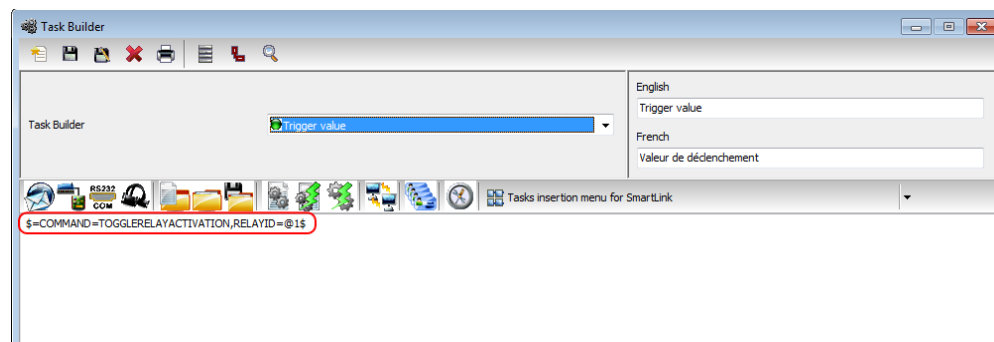 Task Builder
English
Trigger value
Task Builder
Trigger value
French
Valeur de déclenchement
RS232
COM
Tasks insertion menu for SmartLink
$=COMMAND=TOGGLERELAYACTIVATION,RELAYID=@1$